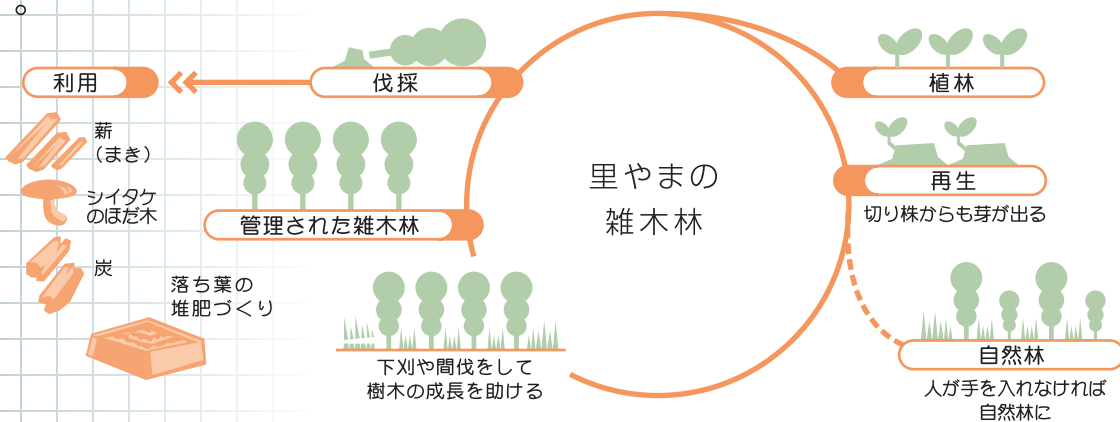 利用
薪
（まき）
シイタケ
のほだ木
炭
落ち葉の
堆肥づくり
伐採
管理された雑木林
下刈や間伐をして
樹木の成長を助ける
里やまの
雑木林
植林
再生
切り株からも芽が出る
自然林
人が手を入れなければ
自然林に